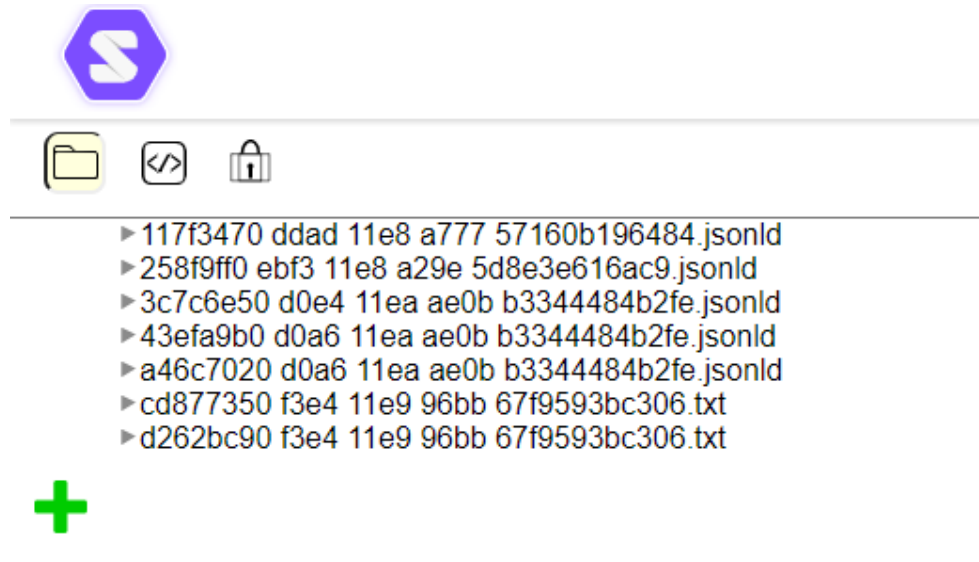 S
</>
117f3470 ddad 11e8 a777 57160b196484.jsonld
258f9ff0 ebf3 11e8 a29e 5d8e3e616ac9.jsonld
3c7c6e50 d0e4 11ea ae0b b3344484b2fe.jsonld
43efa9b0 d0a6 11ea ae0b b3344484b2fe.jsonld
a46c7020 d0a6 11ea ae0b b3344484b2fe.jsonld
cd877350 f3e4 11e9 96bb 67f9593bc306.txt
d262bc90 f3e4 11e9 96bb 67f9593bc306.txt